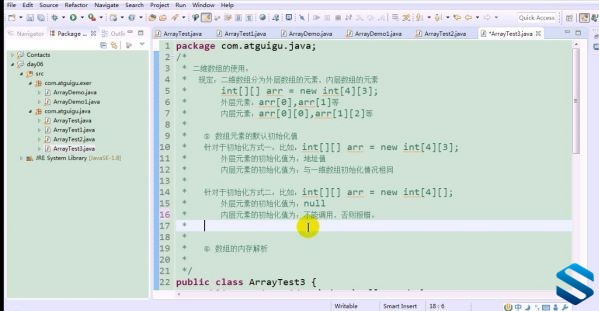 File Edit Source Refactor Navigate Search Project Run Window Help
Quick Access
Navigator Package Outli
ArrayTest.java ArrayTest1.java ArrayDemo.java ArrayDemo1.java ArrayTest2.java *ArrayTest3.java
Contacts
day06
src
com.atguigu.exer
ArrayDemo.java
ArrayDemo1.java
com.atguigu.java
ArrayTest.java
ArrayTest1.java
ArrayTest2.java
ArrayTest3.java
JRE System Library [JavaSE-1.8]
1 package com.atguigu.java;
2 /*
3 * 二维数组的使用：
4 * 规定：二维数组分为外层数组的元素，内层数组的元素
5 * int[][] arr = new int[4][3];
6 * 外层元素：arr[0],arr[1]等
7 * 内层元素：arr[0][0],arr[1][2]等
8 *
9 * ⑤ 数组元素的默认初始化值
10 * 针对于初始化方式一：比如：int[][] arr = new int[4][3];
11 * 外层元素的初始化值为：地址值
12 * 内层元素的初始化值为：与一维数组初始化情况相同
13 *
14 * 针对于初始化方式二：比如：int[][] arr = new int[4][];
15 * 外层元素的初始化值为：null
16 * 内层元素的初始化值为：不能调用，否则报错。
17 *
18 *
19 * ⑥ 数组的内存解析
20 *
21 */
22 public class ArrayTest3 {
Writable Smart Insert 18 : 6